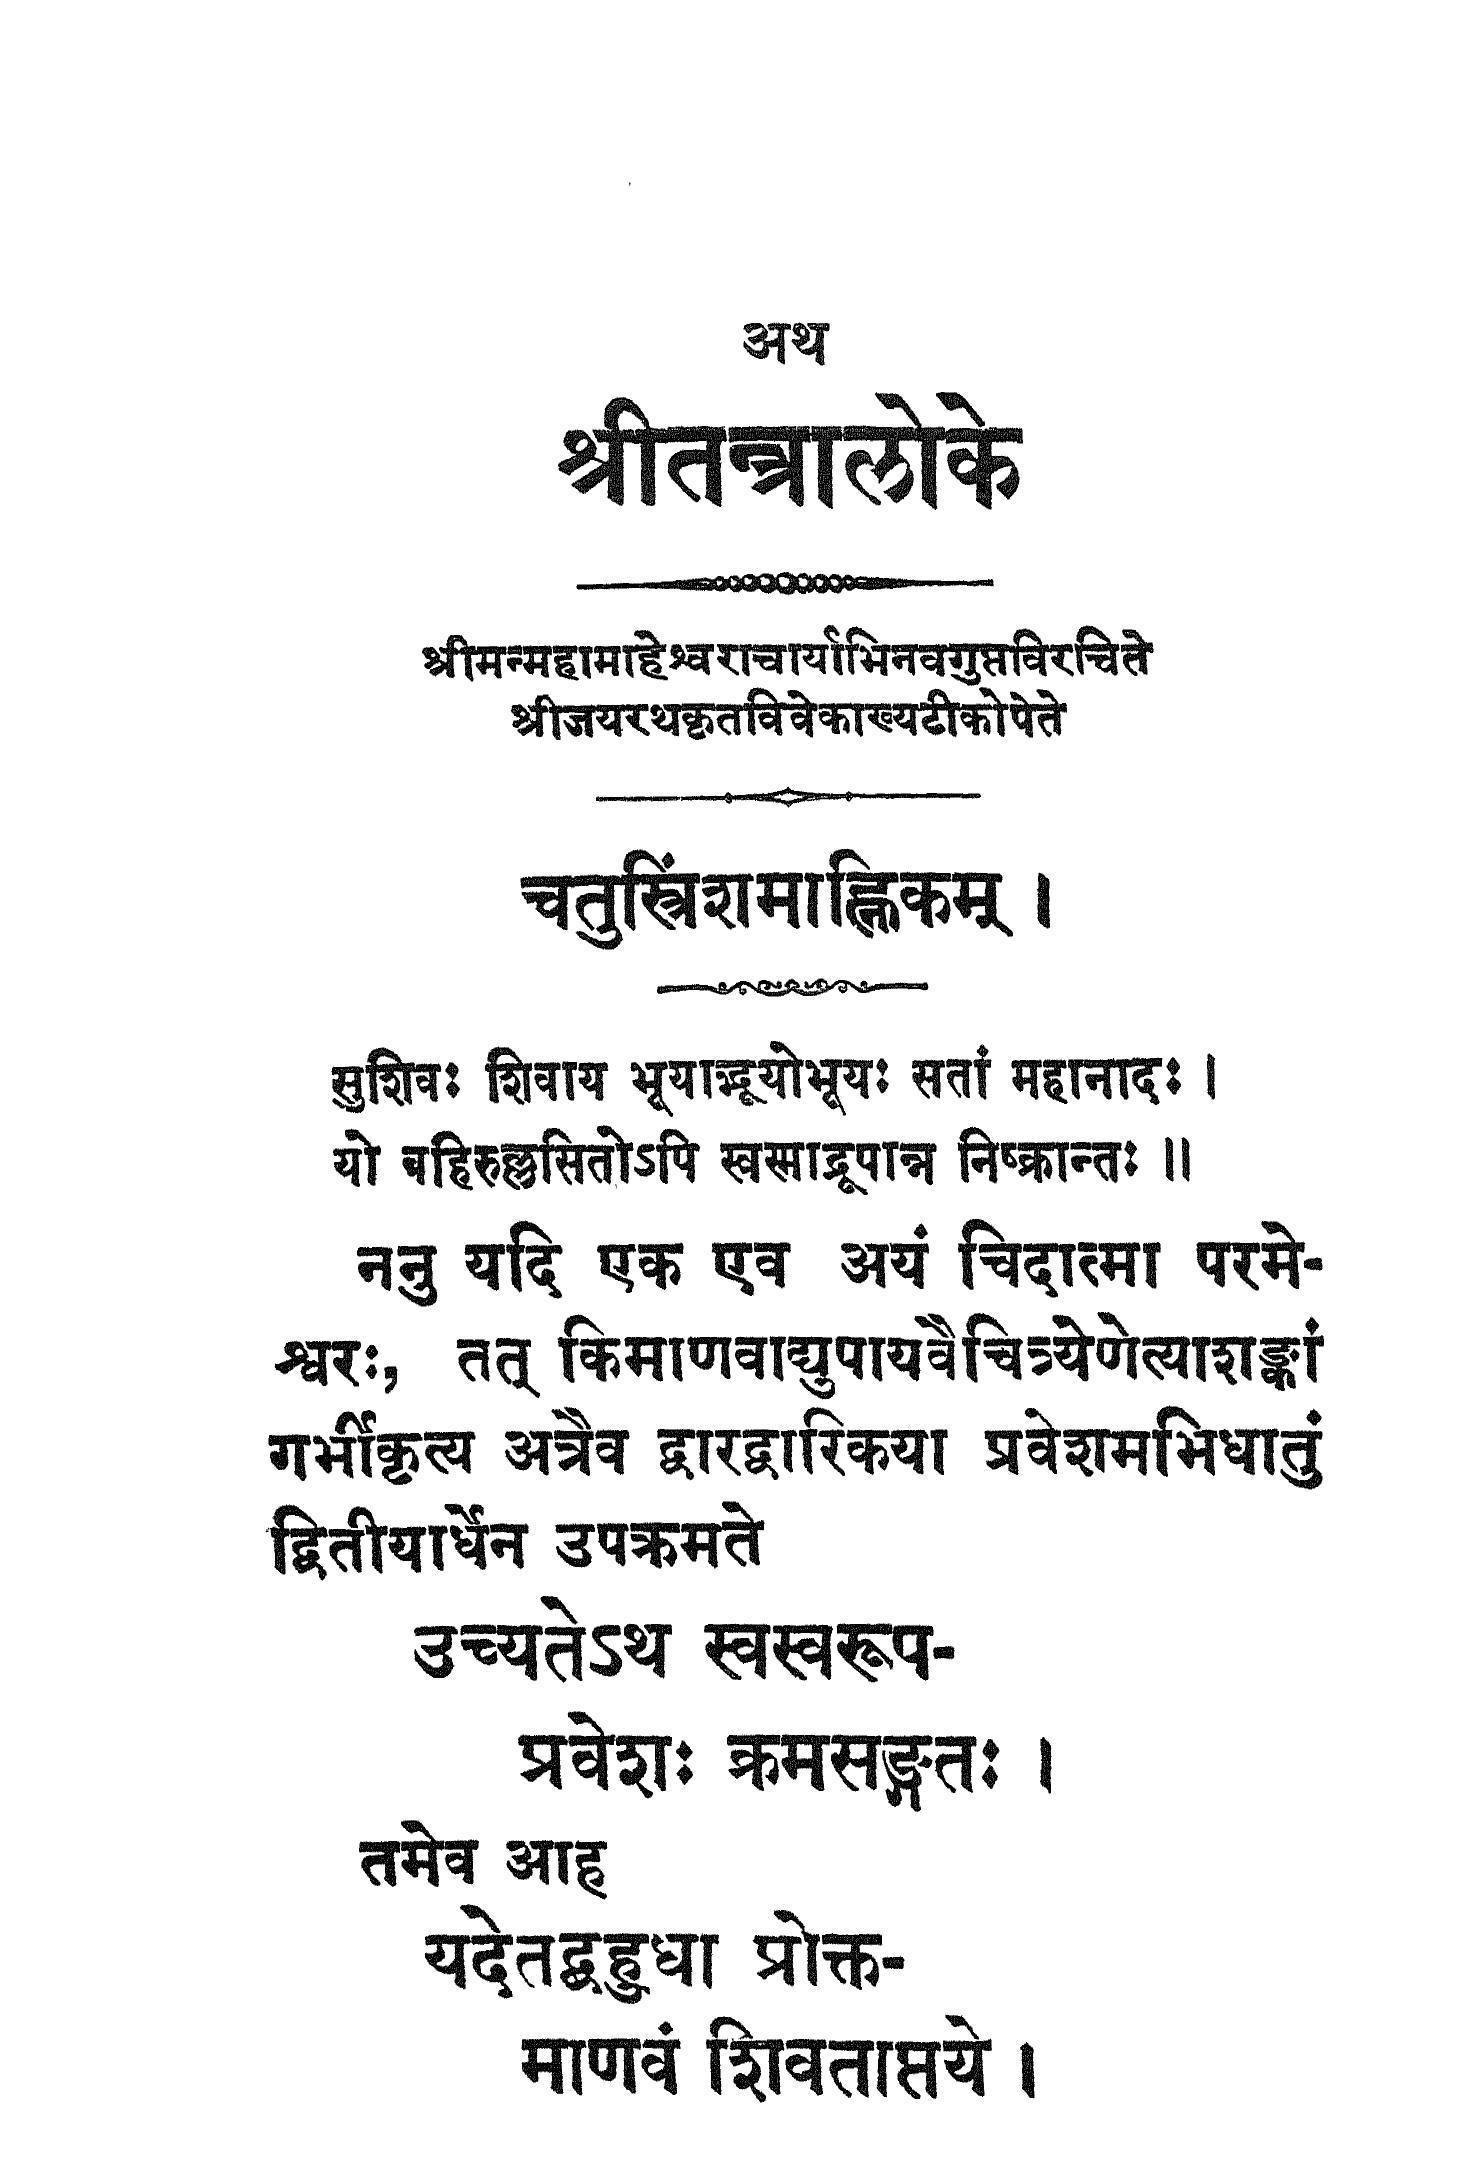 अथ
श्रीतन्त्रालोके
श्रीमन्महामाहेश्वराचार्याभिनवगुप्तविरचिते
श्रीजयरथकृतविवेकाख्यटीकोपेते
चतुस्त्रिंशमाह्निकम् ।
सुशिवः शिवाय भूयाद्भूयोभूयः सतां महानादः ।
यो बहिरुल्लसितोऽपि स्वस्माद्रूपान्न निष्क्रान्तः ॥
ननु यदि एक एव अयं चिदात्मा परमे-
श्वरः, तत् किमाणवाद्युपायवैचित्र्येणेत्याशङ्कां
गर्भीकृत्य अत्रैव द्वारद्वारिकया प्रवेशमभिधातुं
द्वितीयार्धेन उपक्रमते
उच्यतेऽथ स्वस्वरूप-
प्रवेशः क्रमसङ्गतः ।
तमेव आह
यदेतद्बहुधा प्रोक्त-
माणवं शिवताप्तये ।